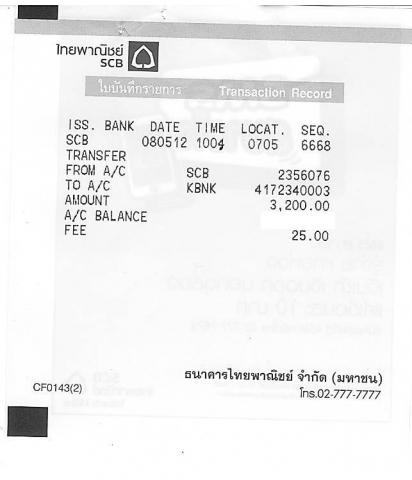 ไทยพาณิชย์
SCB
ใบบันทึกรายการ Transaction Record
ISS. BANK DATE TIME LOCAT. SEQ.
SCB 080512 1004 0705 6668
TRANSFER
FROM A/C SCB 2356076
TO A/C KBNK 4172340003
AMOUNT 3,200.00
A/C BALANCE
FEE 25.00
ธนาคารไทยพาณิชย์ จำกัด (มหาชน)
CF0143(2) โทร.02-777-7777